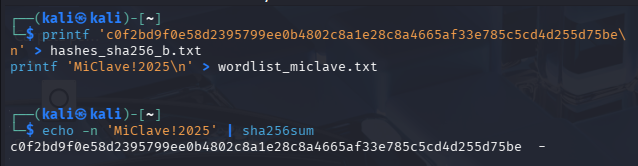 ┌──(kali㉿kali)-[~]
└─$ printf 'c0f2bd9f0e58d2395799ee0b4802c8a1e28c8a4665af33e785c5cd4d255d75be\
n' > hashes_sha256_b.txt
printf 'MiClave!2025\n' > wordlist_miclave.txt
┌──(kali㉿kali)-[~]
└─$ echo -n 'MiClave!2025' | sha256sum
c0f2bd9f0e58d2395799ee0b4802c8a1e28c8a4665af33e785c5cd4d255d75be  -